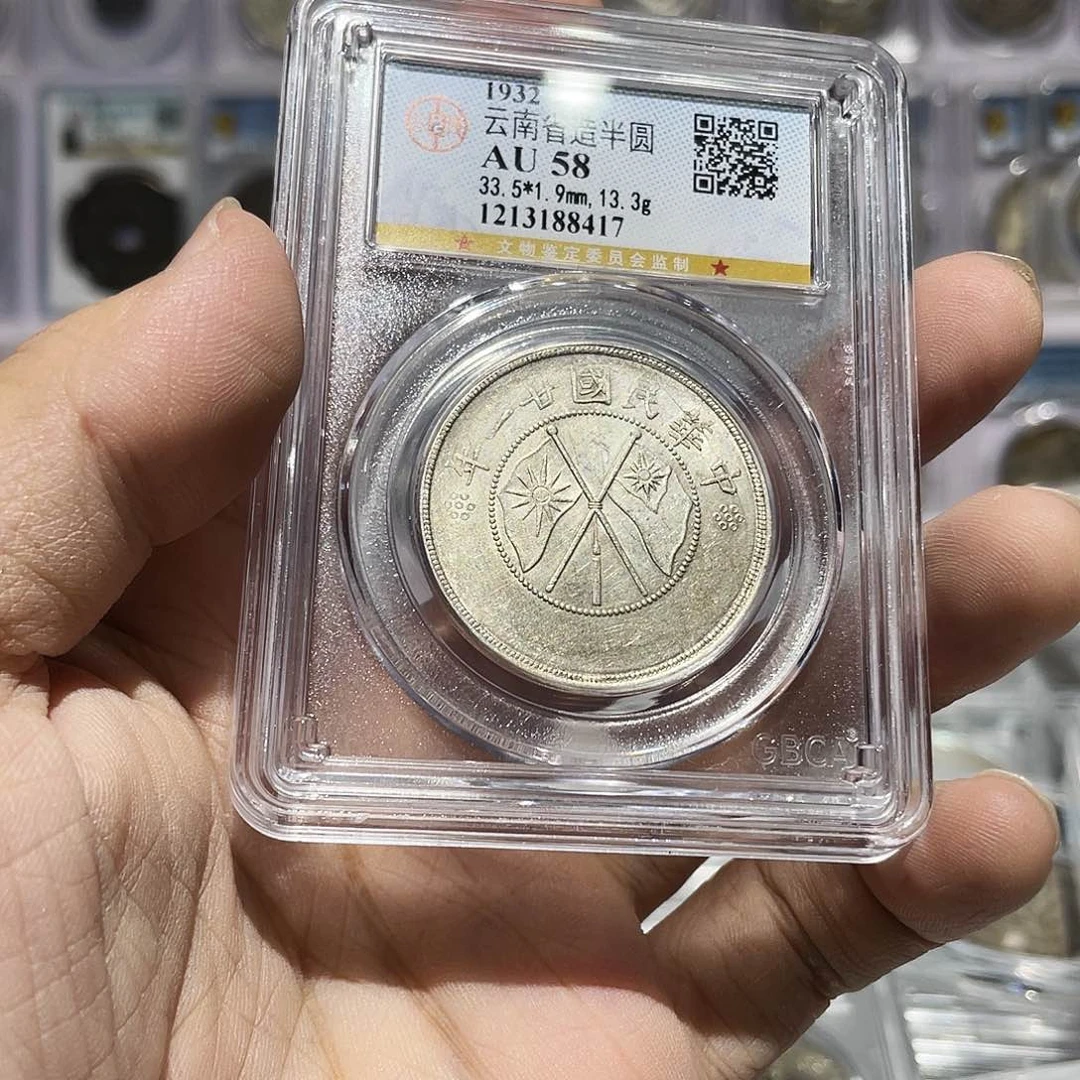 1932
云南省造半圆
AU 58
33.5*1.9mm,13.3g
1213188417
文物鉴定委员会监制
年一廿國民華中
GBCA